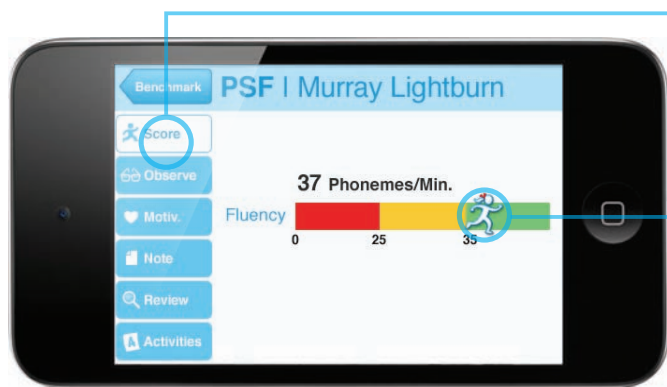 Benchmark
PSF | Murray Lightburn
Score
Observe
Motiv.
Note
Review
Activities
37 Phonemes/Min.
Fluency
0 25 35
A